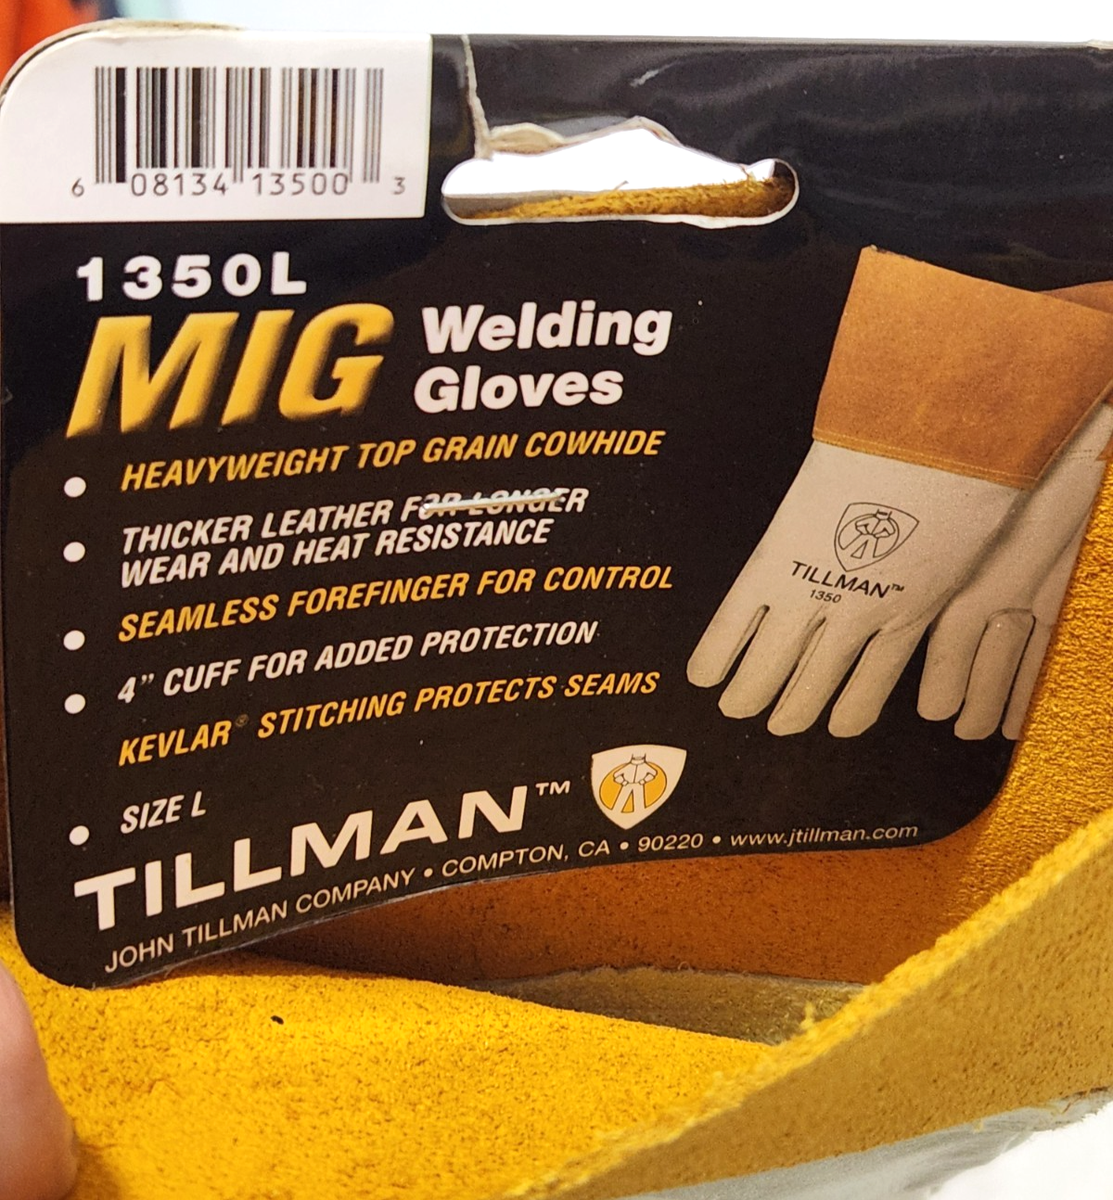 6 08134 13500 3
1350L
MIG Welding
Gloves
• HEAVYWEIGHT TOP GRAIN COWHIDE
• THICKER LEATHER FOR LONGER
WEAR AND HEAT RESISTANCE
• SEAMLESS FOREFINGER FOR CONTROL
• 4” CUFF FOR ADDED PROTECTION
KEVLAR® STITCHING PROTECTS SEAMS
• SIZE L
TILLMAN™
JOHN TILLMAN COMPANY • COMPTON, CA • 90220 • www.jtillman.com
TILLMAN™
1350